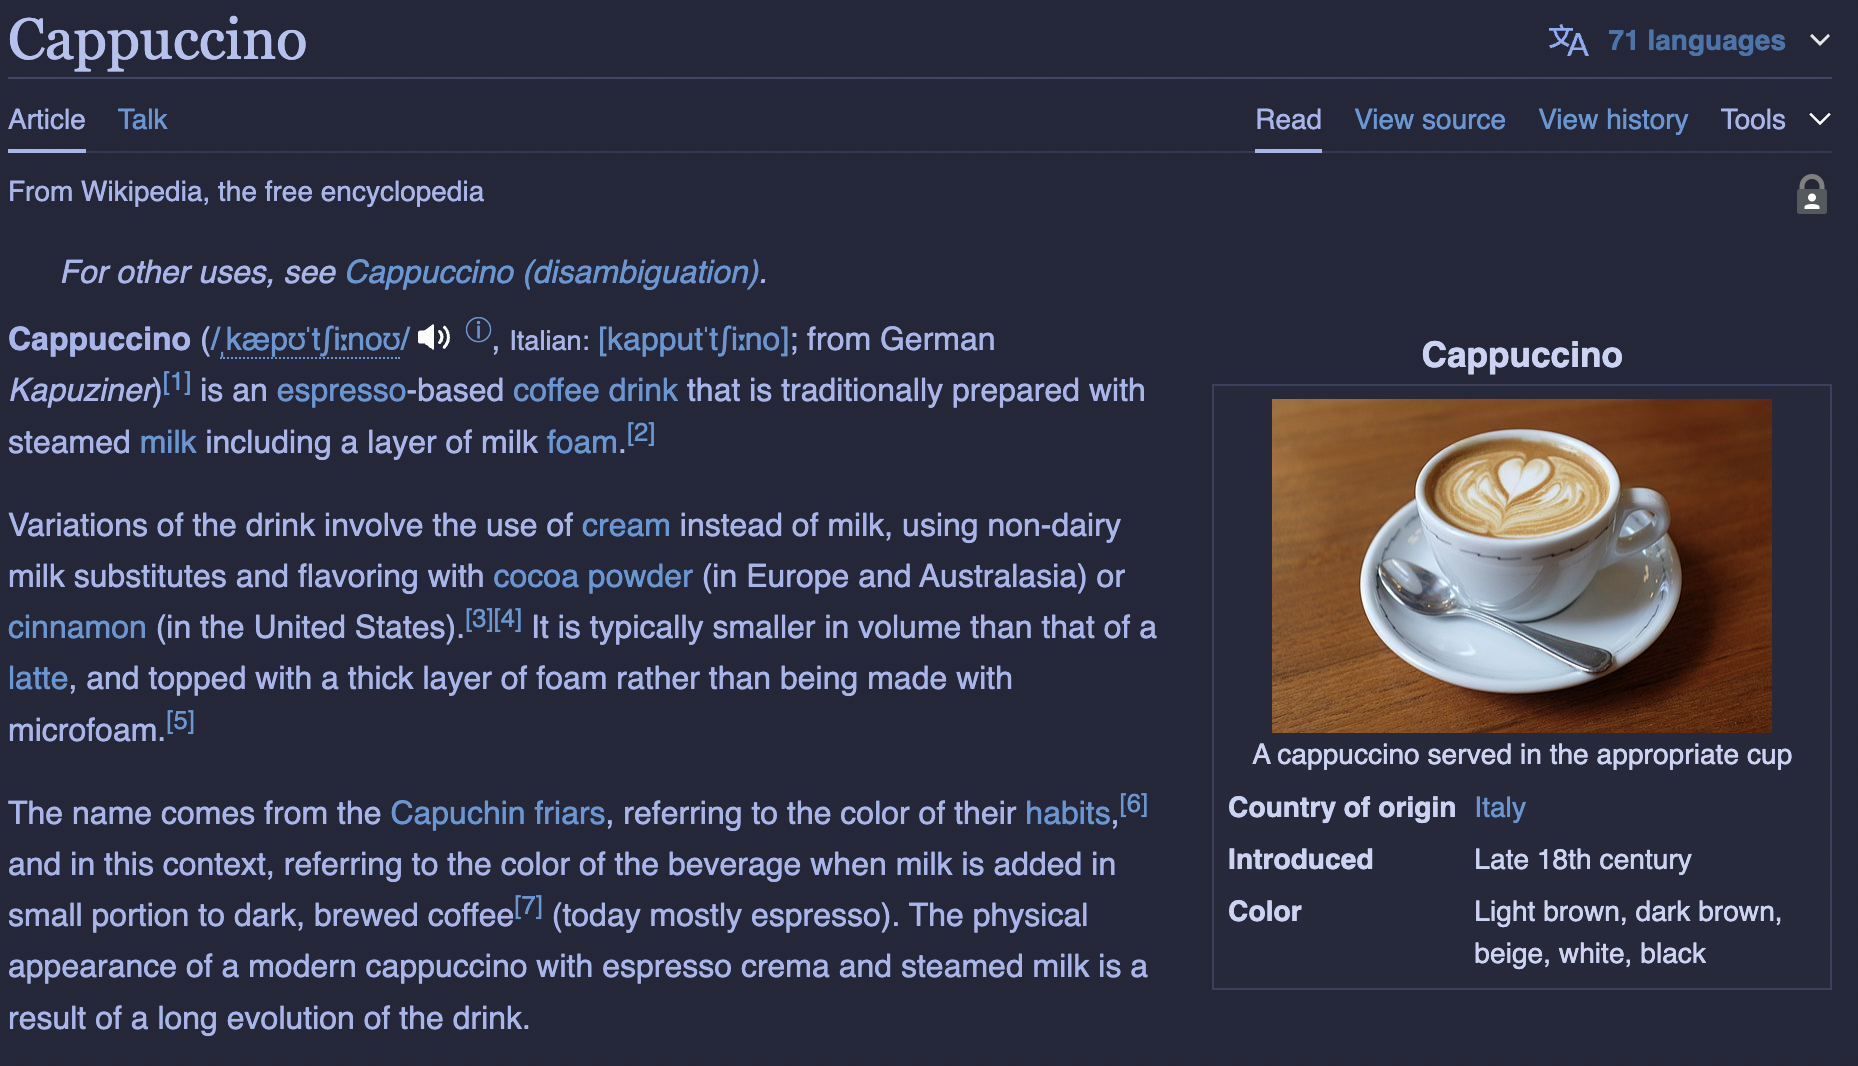 Cappuccino
71 languages
Article Talk
Read View source View history Tools
From Wikipedia, the free encyclopedia
For other uses, see Cappuccino (disambiguation).
Cappuccino (/ˌkæpʊˈtʃiːnoʊ/ ⓘ, Italian: [kapputˈtʃiːno]; from German
Kapuziner)[1] is an espresso-based coffee drink that is traditionally prepared with
steamed milk including a layer of milk foam.[2]
Variations of the drink involve the use of cream instead of milk, using non-dairy
milk substitutes and flavoring with cocoa powder (in Europe and Australasia) or
cinnamon (in the United States).[3][4] It is typically smaller in volume than that of a
latte, and topped with a thick layer of foam rather than being made with
microfoam.[5]
The name comes from the Capuchin friars, referring to the color of their habits,[6]
and in this context, referring to the color of the beverage when milk is added in
small portion to dark, brewed coffee[7] (today mostly espresso). The physical
appearance of a modern cappuccino with espresso crema and steamed milk is a
result of a long evolution of the drink.
Cappuccino
A cappuccino served in the appropriate cup
Country of origin Italy
Introduced Late 18th century
Color Light brown, dark brown,
beige, white, black